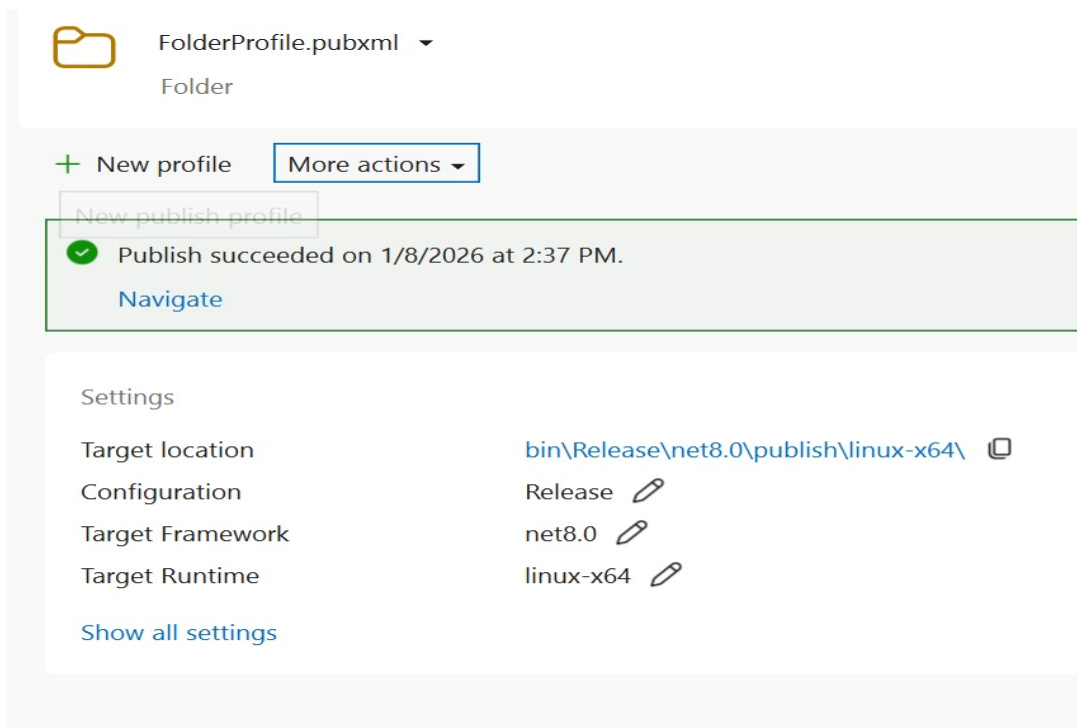 FolderProfile.pubxml
Folder
New profile More actions
New publish profile
Publish succeeded on 1/8/2026 at 2:37 PM.
Navigate
Settings
Target location bin\Release\net8.0\publish\linux-x64\
Configuration Release
Target Framework net8.0
Target Runtime linux-x64
Show all settings